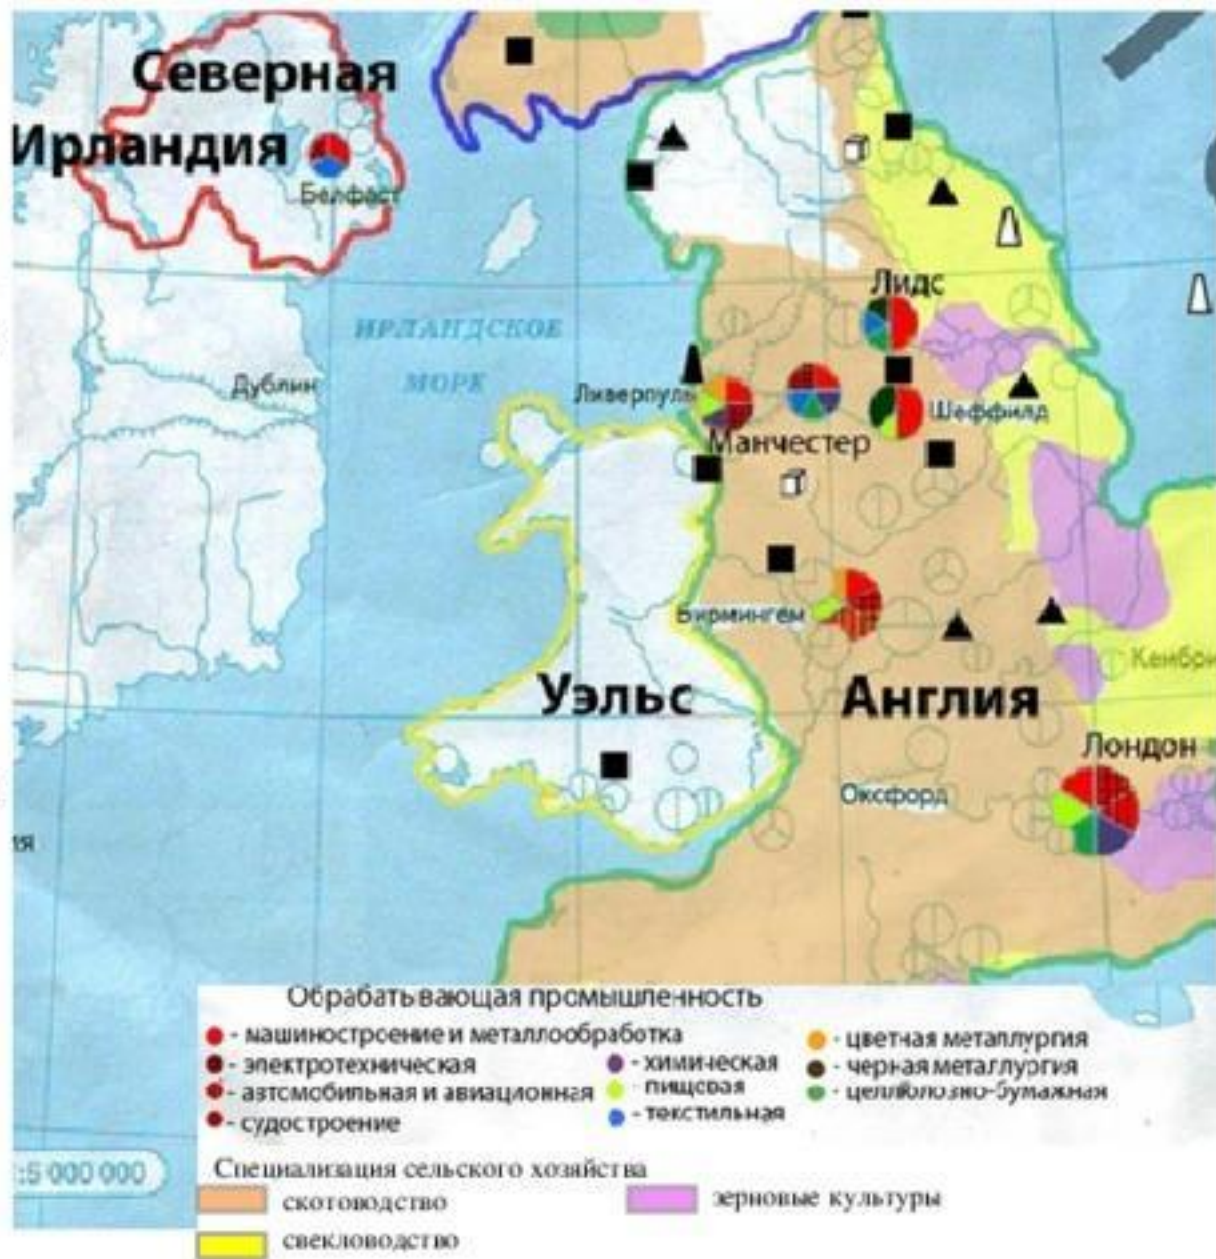 Северная
Ирландия
Белфаст
ИРЛАНДСКОЕ
МОРЕ
Дублин
Ливерпуль
Лидс
Шеффилд
Манчестер
Бирмингем
Уэльс
Англия
Кембри
Лондон
Оксфорд
ия
Обрабатывающая промышленность
- машиностроение и металлообработка
- электротехническая
- автомобильная и авиационная
- судостроение
- химическая
- пищевая
- текстильная
- цветная металлургия
- черная металлургия
- целлюлозно-бумажная
:5 000 000
Специализация сельского хозяйства
скотоводство
зерновые культуры
свекловодство